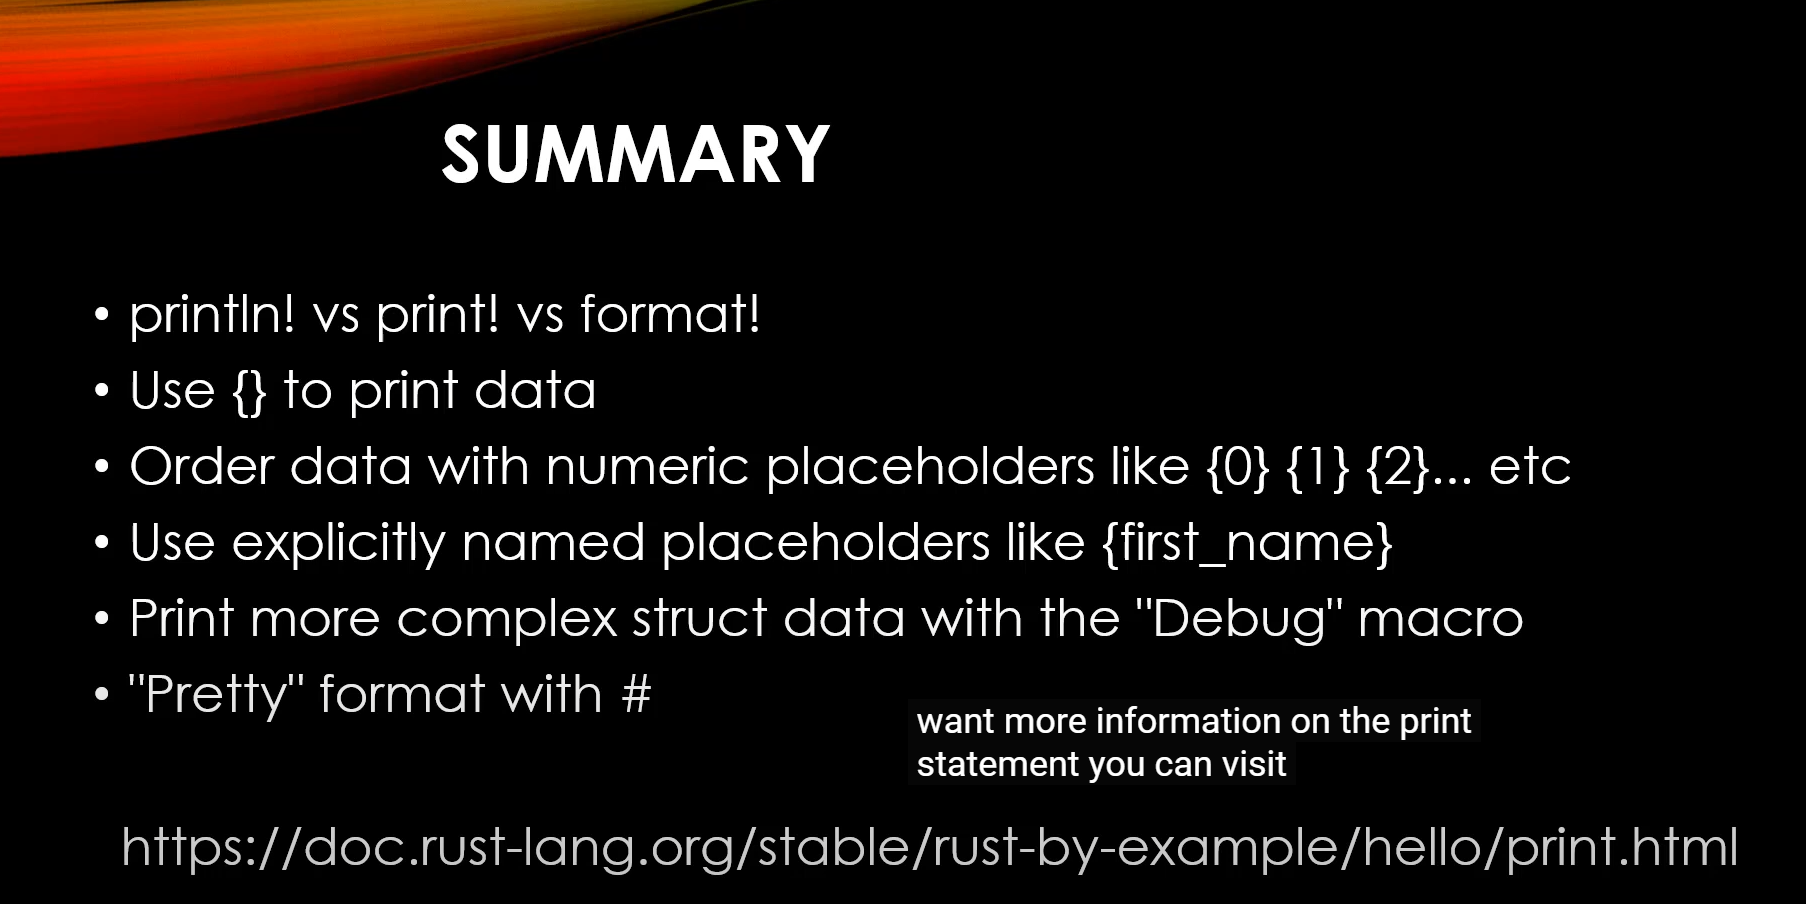 SUMMARY
• println! vs print! vs format!
• Use {} to print data
• Order data with numeric placeholders like {0} {1} {2}... etc
• Use explicitly named placeholders like {first_name}
• Print more complex struct data with the "Debug" macro
• "Pretty" format with #
want more information on the print
statement you can visit
https://doc.rust-lang.org/stable/rust-by-example/hello/print.html